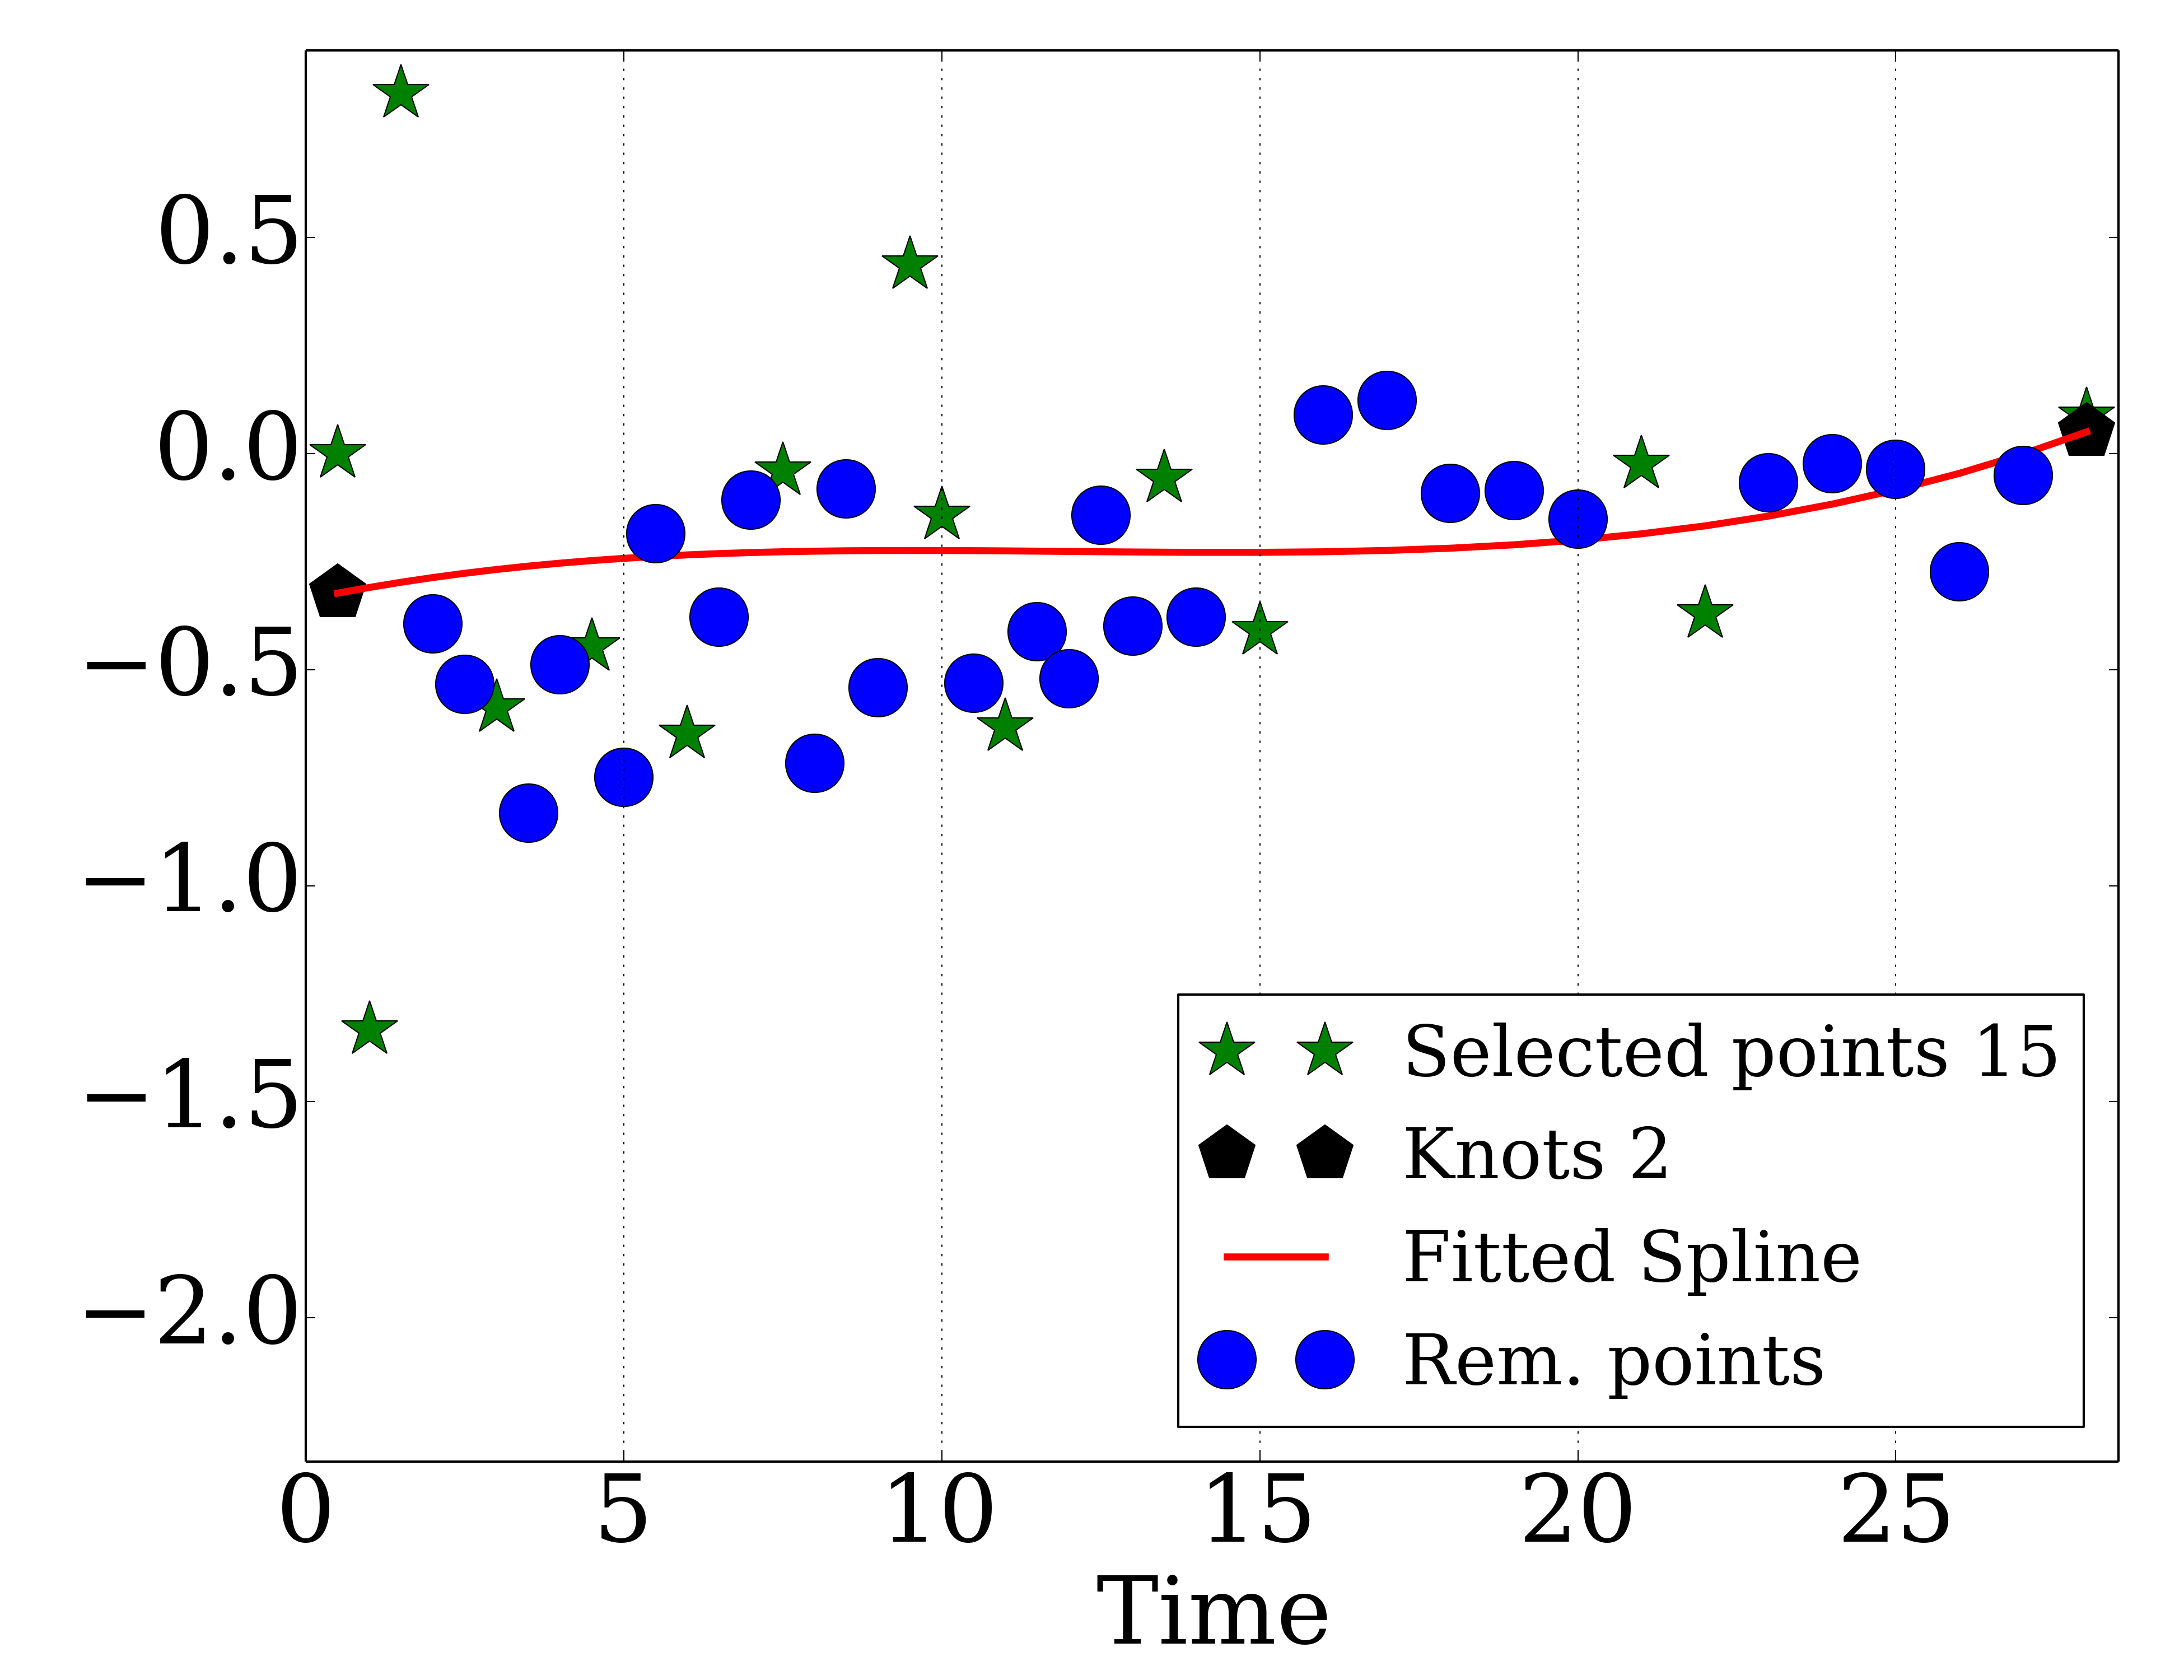 0.5
0.0
−0.5
−1.0
−1.5
−2.0
Selected points 15
Knots 2
Fitted Spline
Rem. points
0 5 10 15 20 25
Time